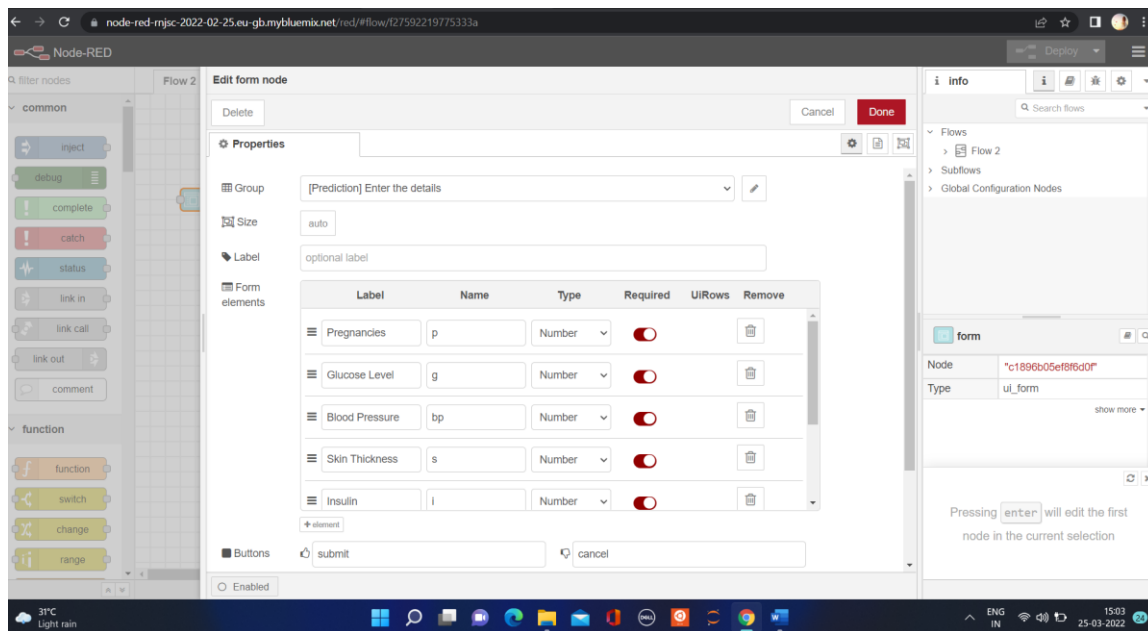 node-red-rnjsc-2022-02-25.eu-gb.mybluemix.net/red/#flow/f27592219775333a
Node-RED
Deploy
filter nodes
Flow 2
Edit form node
i info
i
Delete
Cancel
Done
Search flows
common
Properties
Flows
Flow 2
Subflows
Global Configuration Nodes
inject
debug
complete
catch
status
link in
link call
link out
comment
function
function
switch
change
range
Group
[Prediction] Enter the details
Size
auto
Label
optional label
Form elements
Label Name Type Required UiRows Remove
Pregnancies p Number
Glucose Level g Number
Blood Pressure bp Number
Skin Thickness s Number
Insulin i Number
+ element
Buttons submit cancel
Enabled
form
Node "c1896b05ef8f6d0f"
Type ui_form
show more
Pressing enter will edit the first
node in the current selection
31°C
Light rain
DELL
ENG
IN
15:03
25-03-2022
24